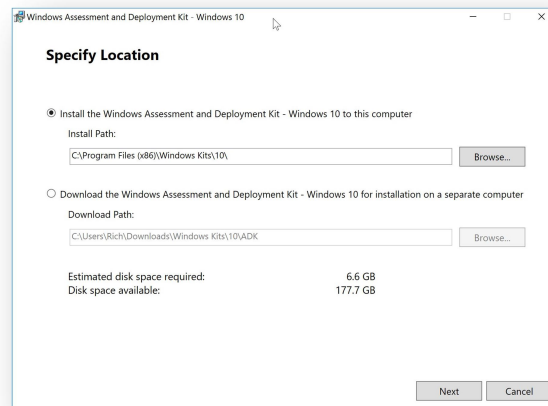 Windows Assessment and Deployment Kit - Windows 10
Specify Location
Install the Windows Assessment and Deployment Kit - Windows 10 to this computer
Install Path:
C:\Program Files (x86)\Windows Kits\10\
Browse...
Download the Windows Assessment and Deployment Kit - Windows 10 for installation on a separate computer
Download Path:
C:\Users\Rich\Downloads\Windows Kits\10\ADK
Browse...
Estimated disk space required: 6.6 GB
Disk space available: 177.7 GB
Next Cancel